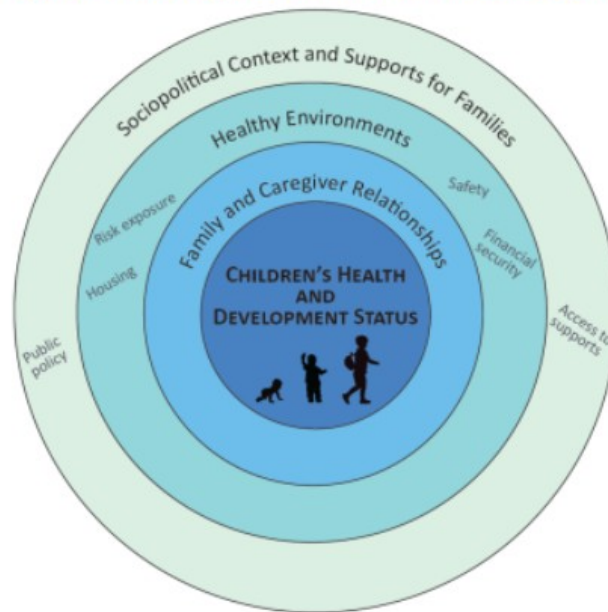 Sociopolitical Context and Supports for Families
Healthy Environments
Safety
Family and Caregiver Relationships
Risk exposure
Financial
security
Housing
CHILDREN'S HEALTH
AND
DEVELOPMENT STATUS
Public
policy
Access to
supports